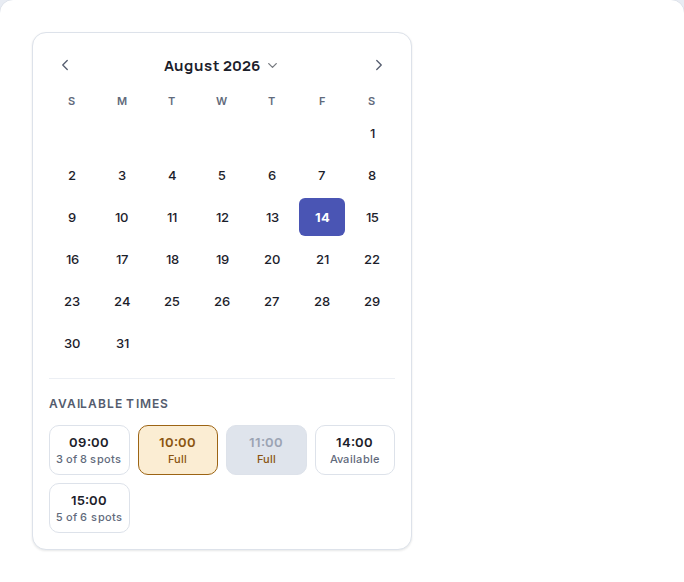 August 2026
S M T W T F S
1
2 3 4 5 6 7 8
9 10 11 12 13 14 15
16 17 18 19 20 21 22
23 24 25 26 27 28 29
30 31
AVAILABLE TIMES
09:00 10:00 11:00 14:00
3 of 8 spots Full Full Available
15:00
5 of 6 spots